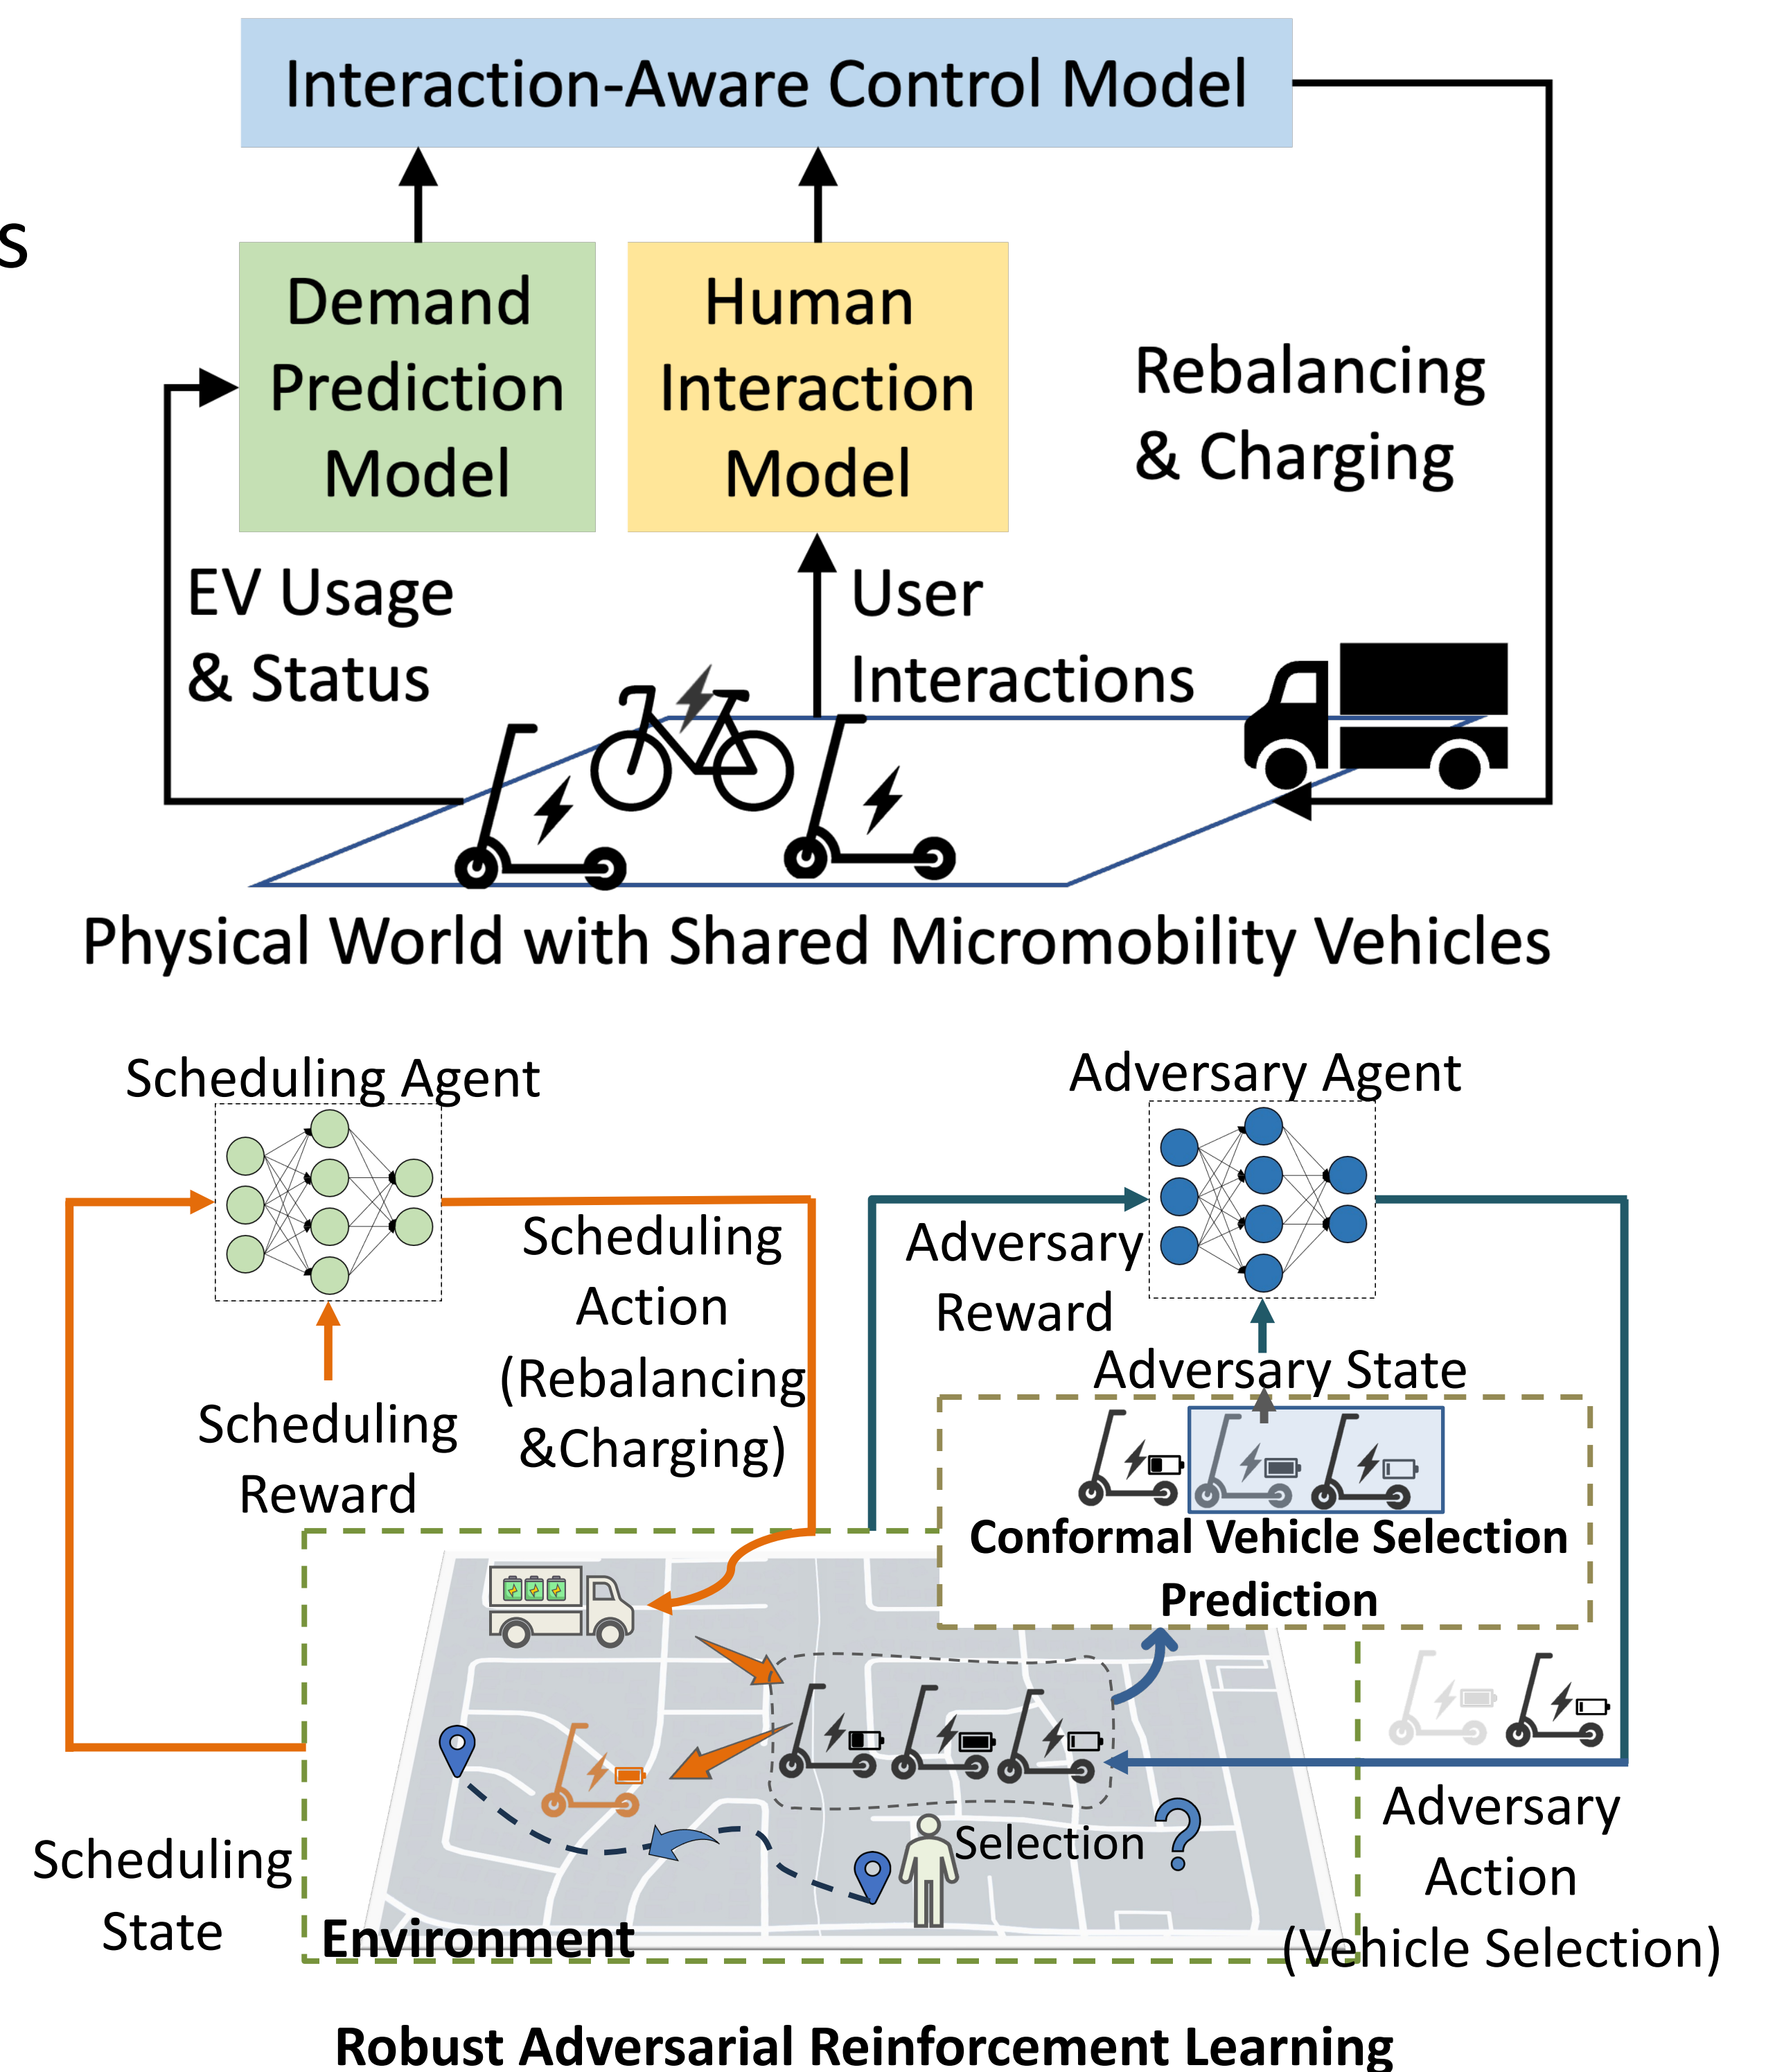 Interaction-Aware Control Model
s
Demand
Prediction
Model
Human
Interaction
Model
Rebalancing
& Charging
EV Usage
& Status
User
Interactions
Physical World with Shared Micromobility Vehicles
Scheduling Agent
Adversary Agent
Scheduling
Action
(Rebalancing
&Charging)
Adversary
Reward
Scheduling
Reward
Adversary State
Conformal Vehicle Selection
Prediction
Selection
?
Scheduling
State
Environment
Adversary
Action
(Vehicle Selection)
Robust Adversarial Reinforcement Learning